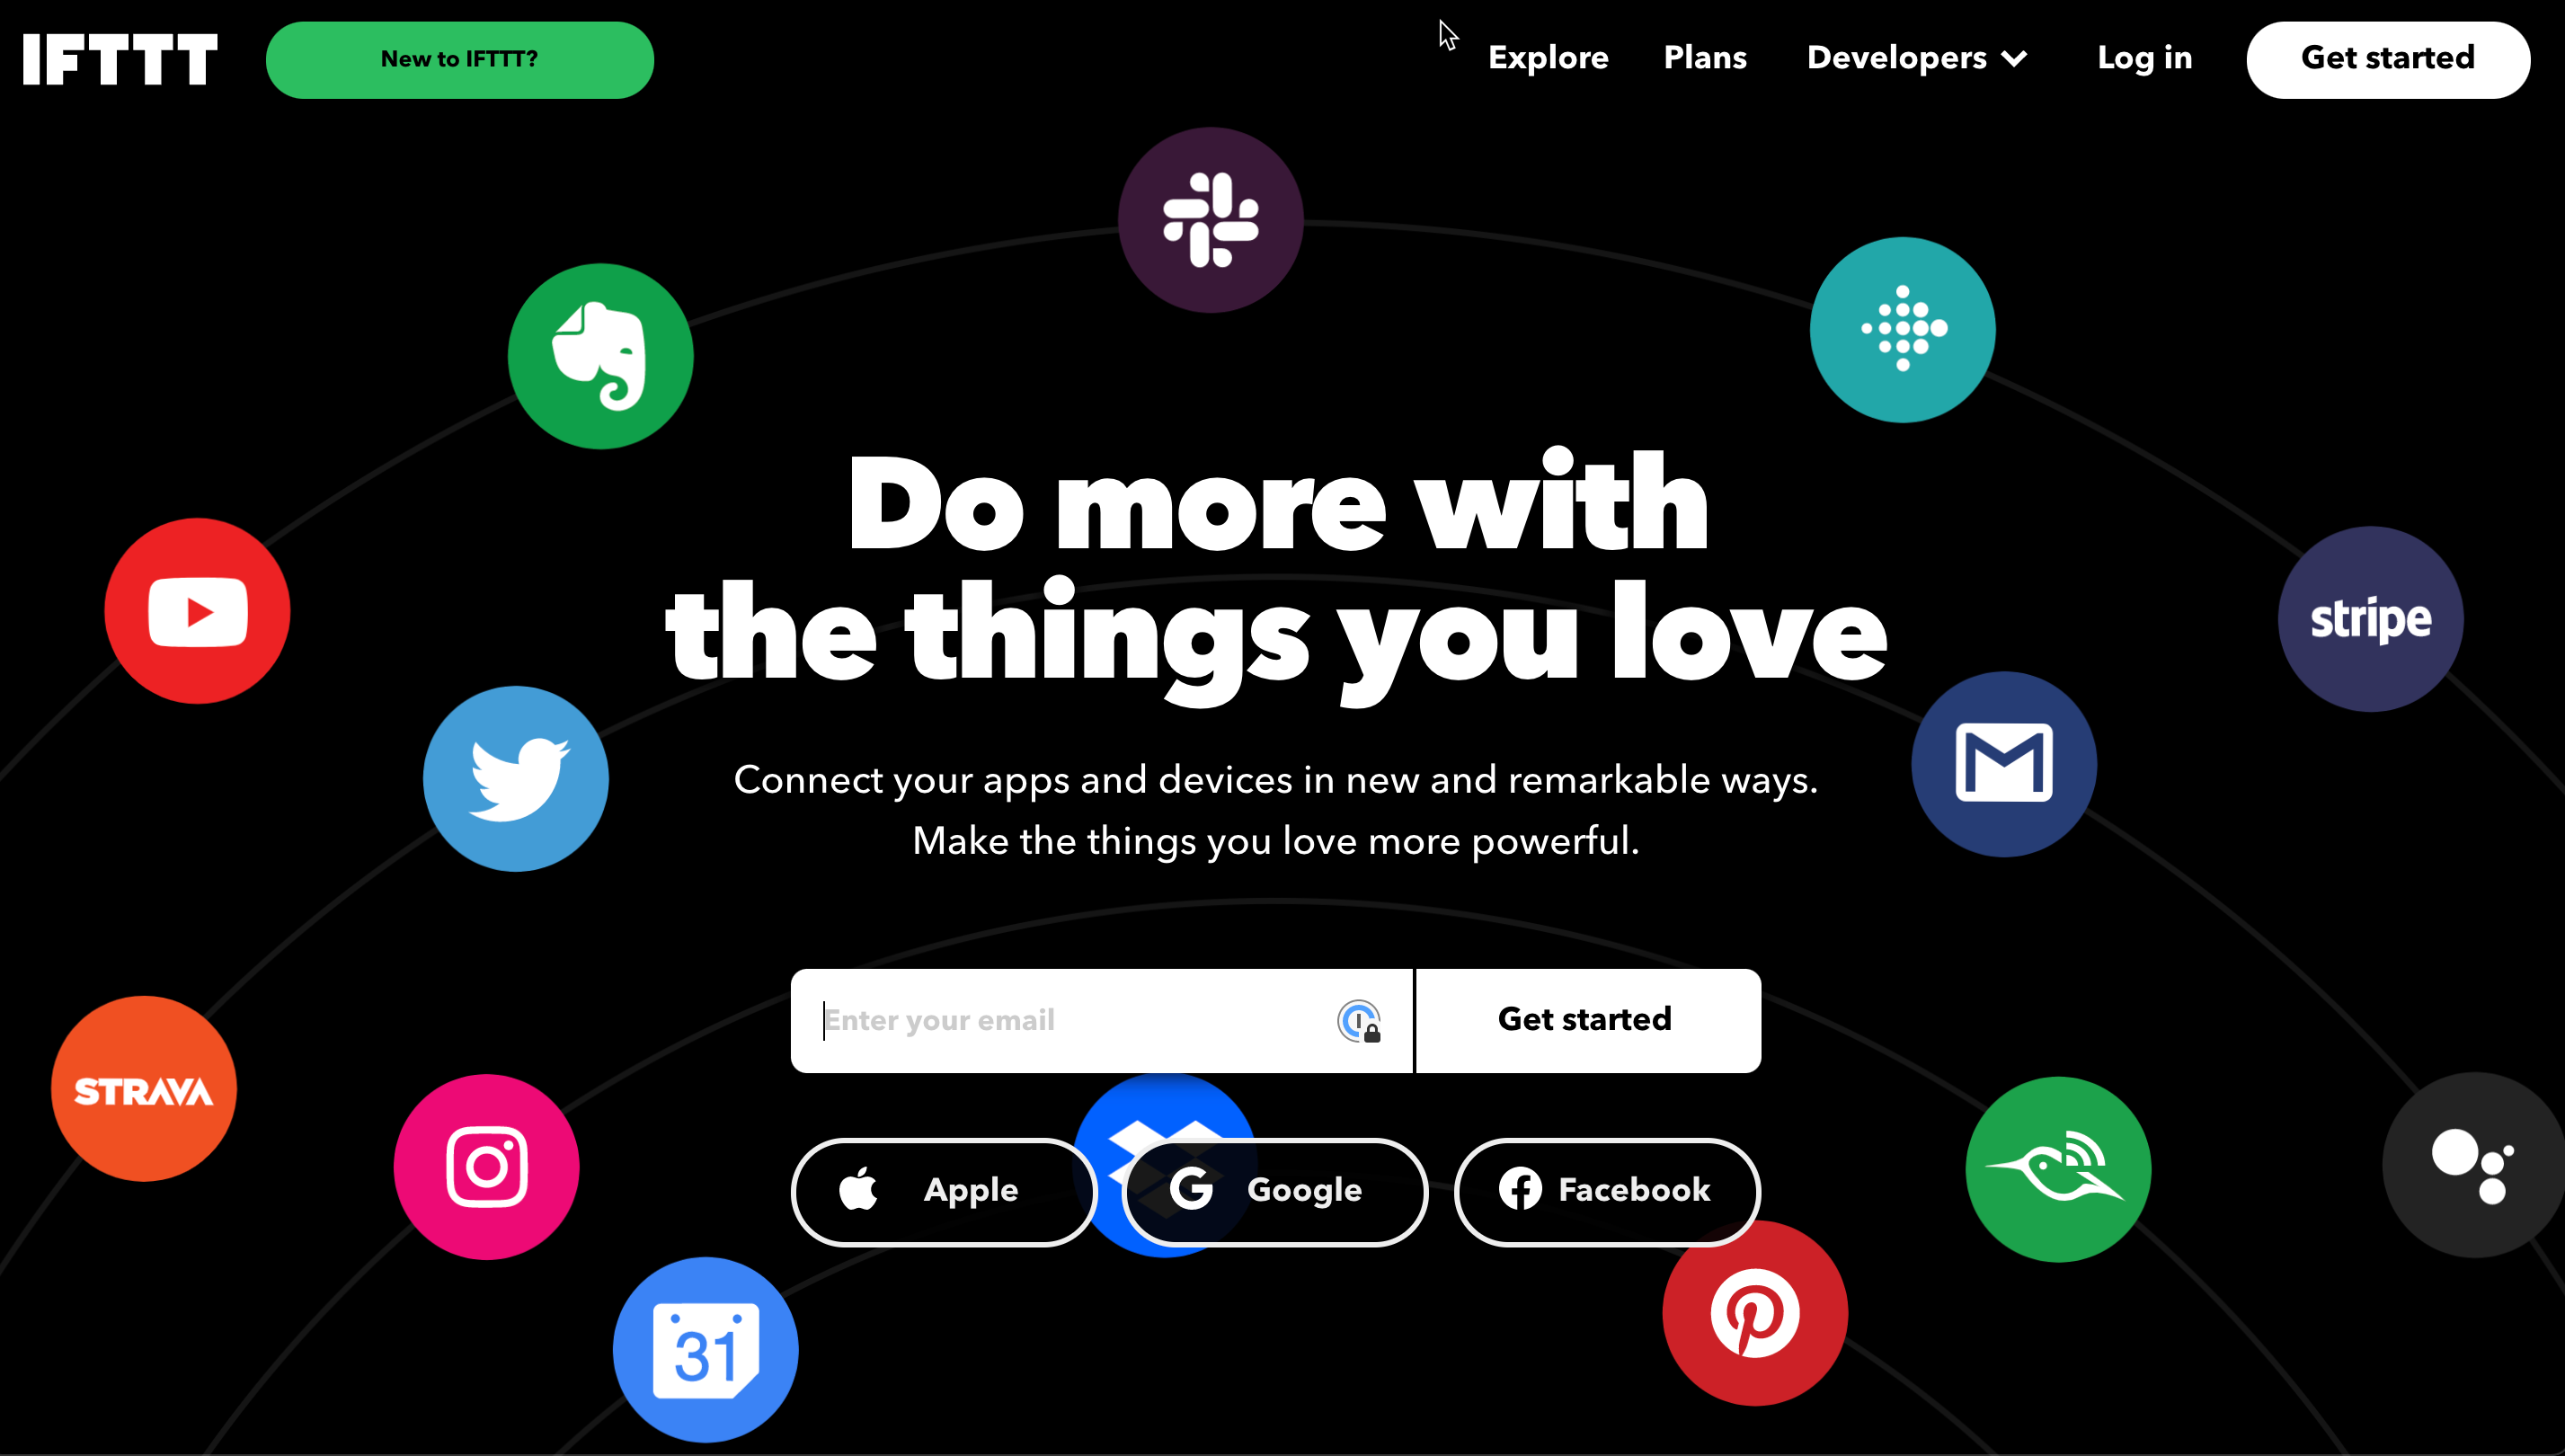 IFTTT
New to IFTTT?
Explore
Plans
Developers
Log in
Get started
Do more with
the things you love
stripe
Connect your apps and devices in new and remarkable ways.
Make the things you love more powerful.
Enter your email
Get started
STRAVA
Apple
Google
Facebook
31